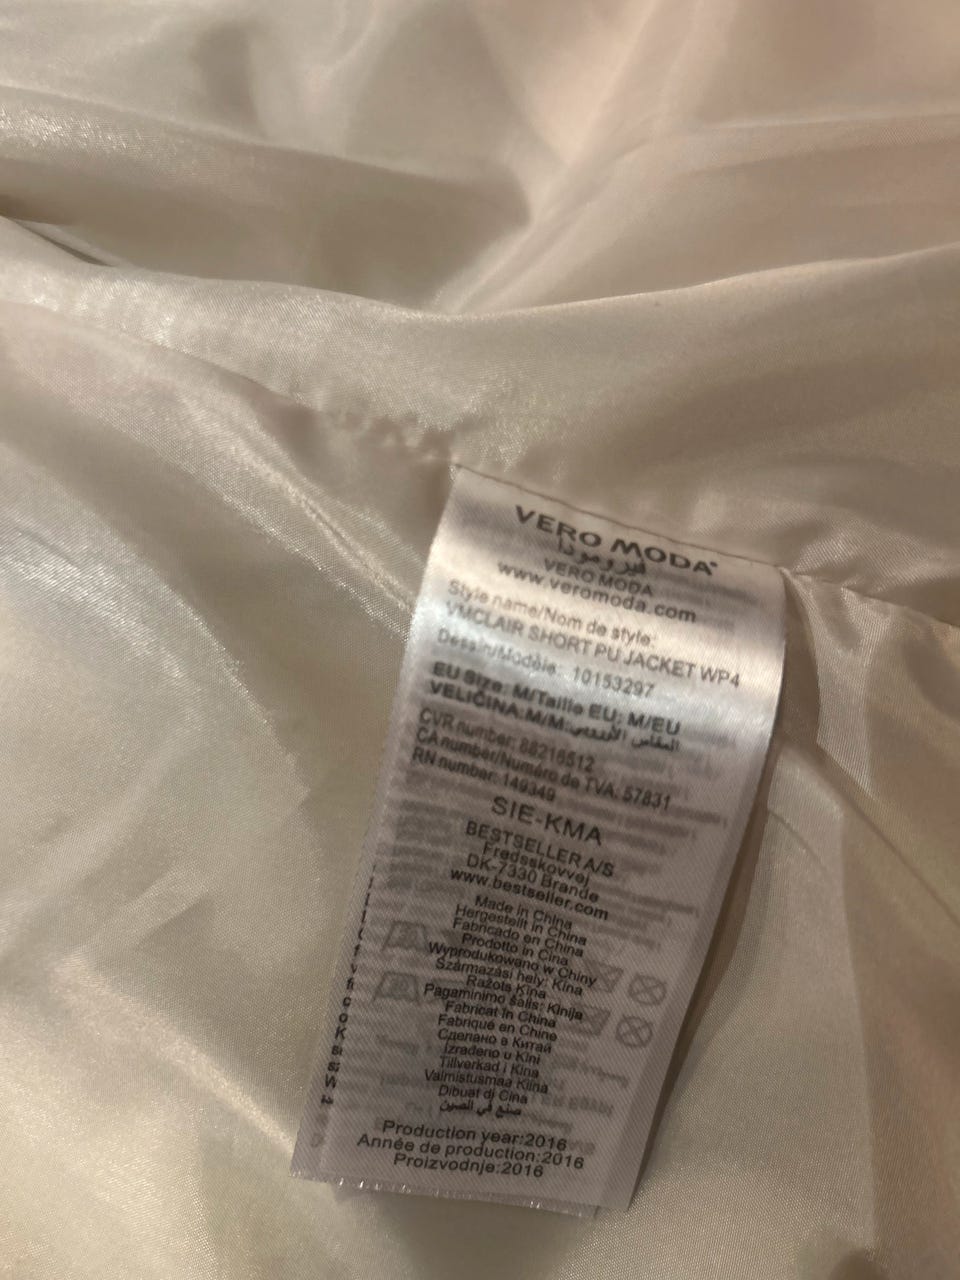 VERO MODA
فيرومودا
VERO MODA
www.veromoda.com
Style name/Nom de style:
VMCLAIR SHORT PU JACKET WP4
Dessin/Modèle: 10153297
EU Size: M/Taille EU: M/EU
VELIČINA:M/M:المقاس الأوروبي
CVR number: 88216512
CA number/Numéro de TVA: 57831
RN number: 149349
SIE-KMA
BESTSELLER A/S
Fredsskovvej
DK-7330 Brande
www.bestseller.com
Made in China
Hergestellt in China
Fabricado en China
Prodotto in Cina
Wyprodukowano w Chiny
Származási hely: Kína
Ražots Ķīna
Pagaminimo šalis: Kinija
Fabricat în China
Fabriqué en Chine
Сделано в Китай
Izrađeno u Kini
Tillverkad i Kina
Valmistusmaa Kiina
Dibuat di Cina
صنع في الصين
Production year:2016
Année de production:2016
Proizvodnje:2016